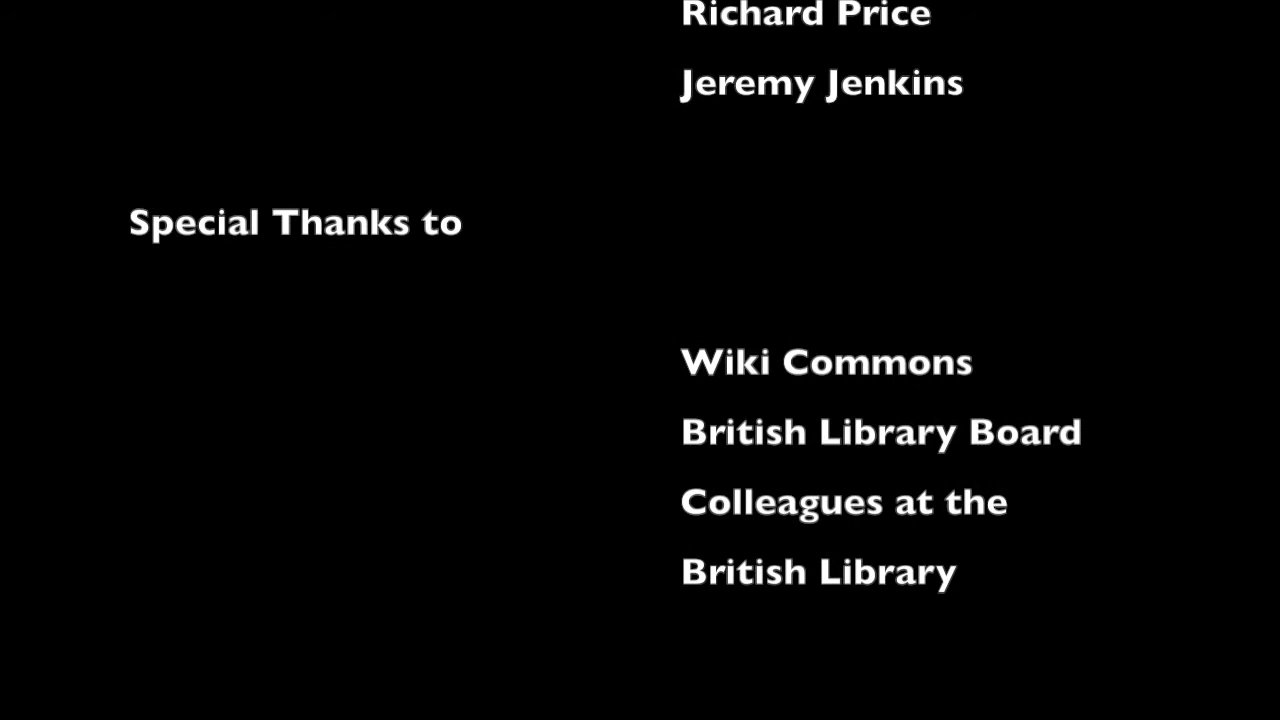 Richard Price
Jeremy Jenkins
Special Thanks to
Wiki Commons
British Library Board
Colleagues at the
British Library